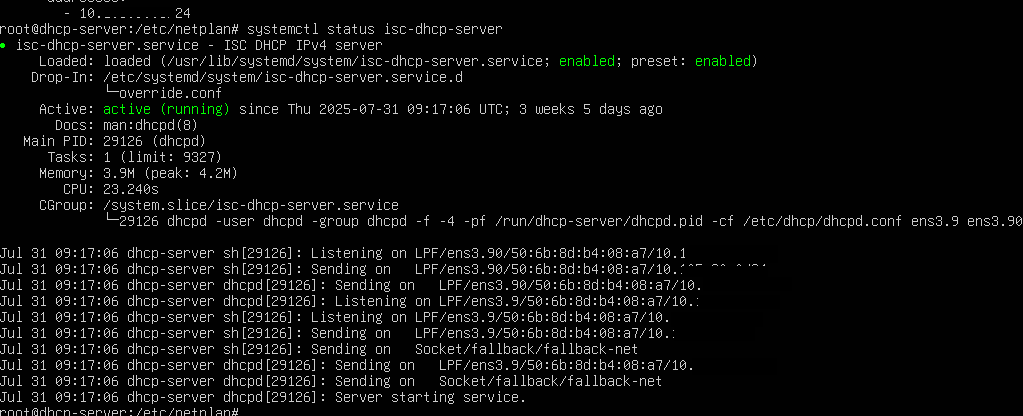 addresses:
- 10. 24
root@dhcp-server:/etc/netplan# systemctl status isc-dhcp-server
● isc-dhcp-server.service - ISC DHCP IPv4 server
Loaded: loaded (/usr/lib/systemd/system/isc-dhcp-server.service; enabled; preset: enabled)
Drop-In: /etc/systemd/system/isc-dhcp-server.service.d
└─override.conf
Active: active (running) since Thu 2025-07-31 09:17:06 UTC; 3 weeks 5 days ago
Docs: man:dhcpd(8)
Main PID: 29126 (dhcpd)
Tasks: 1 (limit: 9327)
Memory: 3.9M (peak: 4.2M)
CPU: 23.240s
CGroup: /system.slice/isc-dhcp-server.service
└─29126 dhcpd -user dhcpd -group dhcpd -f -4 -pf /run/dhcp-server/dhcpd.pid -cf /etc/dhcp/dhcpd.conf ens3.9 ens3.90
Jul 31 09:17:06 dhcp-server sh[29126]: Listening on LPF/ens3.90/50:6b:8d:b4:08:a7/10.1
Jul 31 09:17:06 dhcp-server sh[29126]: Sending on LPF/ens3.90/50:6b:8d:b4:08:a7/10.
Jul 31 09:17:06 dhcp-server dhcpd[29126]: Sending on LPF/ens3.90/50:6b:8d:b4:08:a7/10.
Jul 31 09:17:06 dhcp-server dhcpd[29126]: Listening on LPF/ens3.9/50:6b:8d:b4:08:a7/10.
Jul 31 09:17:06 dhcp-server sh[29126]: Listening on LPF/ens3.9/50:6b:8d:b4:08:a7/10.
Jul 31 09:17:06 dhcp-server sh[29126]: Sending on LPF/ens3.9/50:6b:8d:b4:08:a7/10.
Jul 31 09:17:06 dhcp-server sh[29126]: Sending on Socket/fallback/fallback-net
Jul 31 09:17:06 dhcp-server dhcpd[29126]: Sending on LPF/ens3.9/50:6b:8d:b4:08:a7/10.
Jul 31 09:17:06 dhcp-server dhcpd[29126]: Sending on Socket/fallback/fallback-net
Jul 31 09:17:06 dhcp-server dhcpd[29126]: Server starting service.
root@dhcp-server:/etc/netplan#